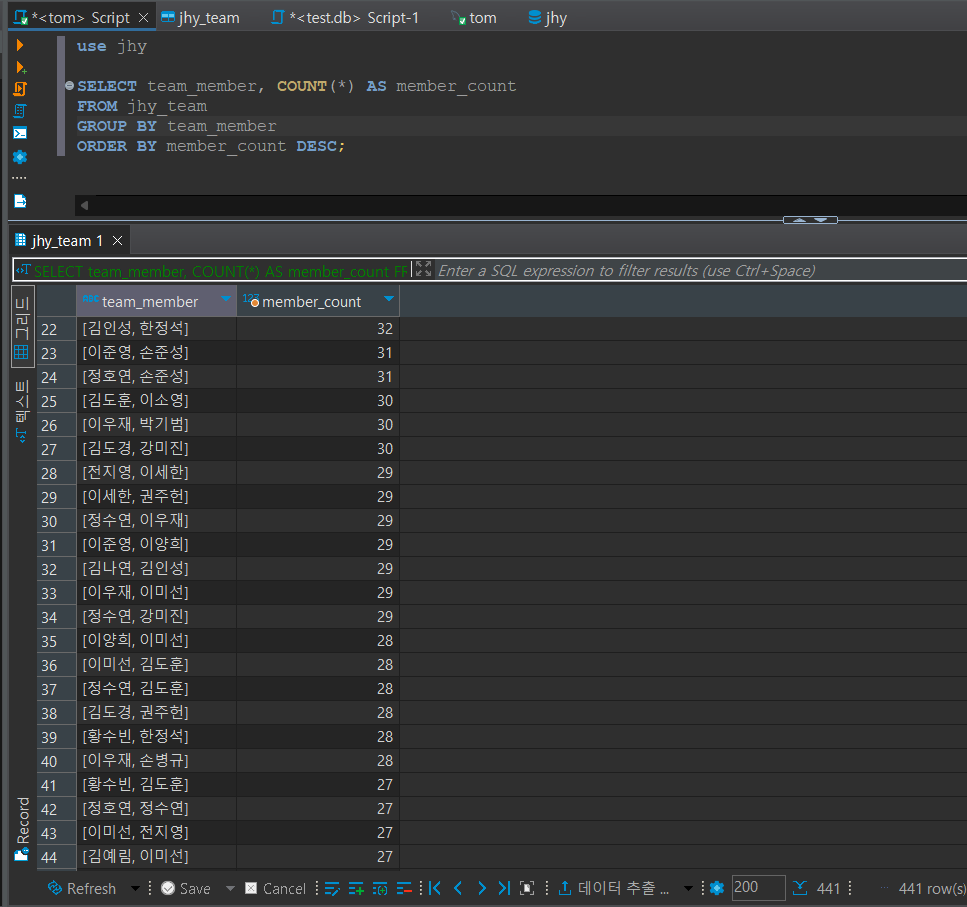 *<tom> Script
jhy_team
*<test.db> Script-1
tom
jhy
use jhy
SELECT team_member, COUNT(*) AS member_count
FROM jhy_team
GROUP BY team_member
ORDER BY member_count DESC;
jhy_team 1
SELECT team_member, COUNT(*) AS member_count FR
Enter a SQL expression to filter results (use Ctrl+Space)
그리드
텍스트
Record
team_member 123 member_count
22 [김인성, 한정석] 32
23 [이준영, 손준성] 31
24 [정호연, 손준성] 31
25 [김도훈, 이소영] 30
26 [이우재, 박기범] 30
27 [김도경, 강미진] 30
28 [전지영, 이세한] 29
29 [이세한, 권주헌] 29
30 [정수연, 이우재] 29
31 [이준영, 이양희] 29
32 [김나연, 김인성] 29
33 [이우재, 이미선] 29
34 [정수연, 강미진] 29
35 [이양희, 이미선] 28
36 [이미선, 김도훈] 28
37 [정수연, 김도훈] 28
38 [김도경, 권주헌] 28
39 [황수빈, 한정석] 28
40 [이우재, 손병규] 28
41 [황수빈, 김도훈] 27
42 [정호연, 정수연] 27
43 [이미선, 전지영] 27
44 [김예림, 이미선] 27
Refresh Save Cancel 데이터 추출 ... 200 441 441 row(s)